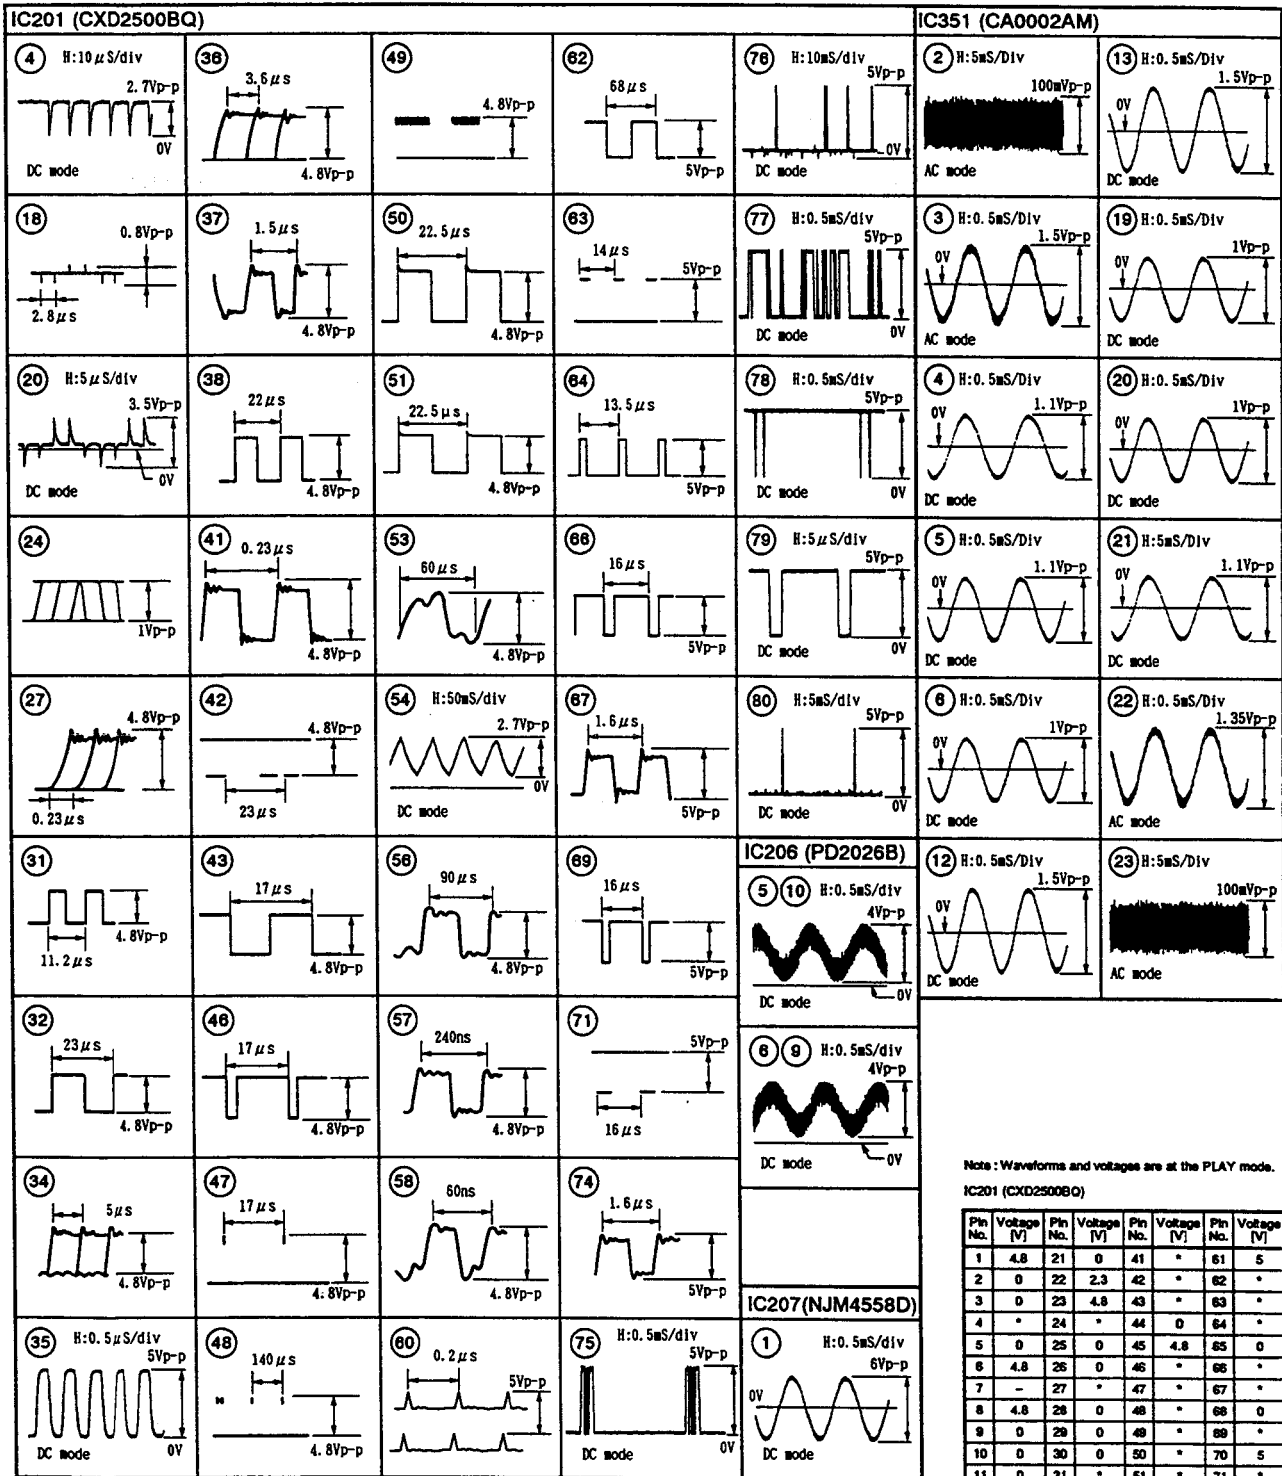 IC201 (CXD2500BQ)
4 H:10μS/div
2.7Vp-p
0V
DC mode
36
3.6μs
4.8Vp-p
49
4.8Vp-p
62
68μs
5Vp-p
76 H:10mS/div
5Vp-p
0V
DC mode
18
0.8Vp-p
2.8μs
37
1.5μs
4.8Vp-p
50
22.5μs
4.8Vp-p
63
14μs
5Vp-p
77 H:0.5mS/div
5Vp-p
DC mode
0V
20 H:5μS/div
3.5Vp-p
0V
DC mode
38
22μs
4.8Vp-p
51
22.5μs
4.8Vp-p
64
13.5μs
5Vp-p
78 H:0.5mS/div
5Vp-p
DC mode
0V
24
1Vp-p
41
0.23μs
4.8Vp-p
53
60μs
4.8Vp-p
66
16μs
5Vp-p
79 H:5μS/div
5Vp-p
DC mode
0V
27
4.8Vp-p
0.23μs
42
4.8Vp-p
23μs
54 H:50mS/div
2.7Vp-p
0V
DC mode
67
1.6μs
5Vp-p
80 H:5mS/div
5Vp-p
DC mode
0V
31
4.8Vp-p
11.2μs
43
17μs
4.8Vp-p
56
90μs
4.8Vp-p
69
16μs
5Vp-p
32
23μs
4.8Vp-p
46
17μs
4.8Vp-p
57
240ns
4.8Vp-p
71
5Vp-p
16μs
34
5μs
4.8Vp-p
47
17μs
4.8Vp-p
58
60ns
4.8Vp-p
74
1.6μs
5Vp-p
35 H:0.5μS/div
5Vp-p
DC mode
0V
48
140μs
4.8Vp-p
60
0.2μs
5Vp-p
75 H:0.5mS/div
5Vp-p
DC mode
0V
IC206 (PD2026B)
5 10 H:0.5mS/div
4Vp-p
DC mode
0V
6 9 H:0.5mS/div
4Vp-p
DC mode
0V
IC207(NJM4558D)
1 H:0.5mS/div
6Vp-p
0V
DC mode
IC351 (CA0002AM)
2 H:5mS/Div
100mVp-p
AC mode
13 H:0.5mS/Div
1.5Vp-p
0V
DC mode
3 H:0.5mS/Div
1.5Vp-p
0V
AC mode
19 H:0.5mS/Div
1Vp-p
DC mode
4 H:0.5mS/Div
1.1Vp-p
0V
DC mode
20 H:0.5mS/Div
1Vp-p
0V
DC mode
5 H:0.5mS/Div
1.1Vp-p
0V
DC mode
21 H:5mS/Div
1.1Vp-p
0V
DC mode
6 H:0.5mS/Div
1Vp-p
0V
DC mode
22 H:0.5mS/Div
1.35Vp-p
AC mode
12 H:0.5mS/Div
1.5Vp-p
0V
DC mode
23 H:5mS/Div
100mVp-p
AC mode
Note : Waveforms and voltages are at the PLAY mode.
IC201 (CXD2500BQ)
Pin No. Voltage [V] Pin No. Voltage [V] Pin No. Voltage [V] Pin No. Voltage [V]
1 4.8 21 0 41 * 61 5
2 0 22 2.3 42 * 62 *
3 0 23 4.8 43 * 63 *
4 * 24 * 44 0 64 *
5 0 25 0 45 4.8 65 0
6 4.8 26 0 46 * 66 *
7 – 27 * 47 * 67 *
8 4.8 28 0 48 * 68 0
9 0 29 0 49 * 69 *
10 0 30 0 50 * 70 5
11 0 31 * 51 * 71 *